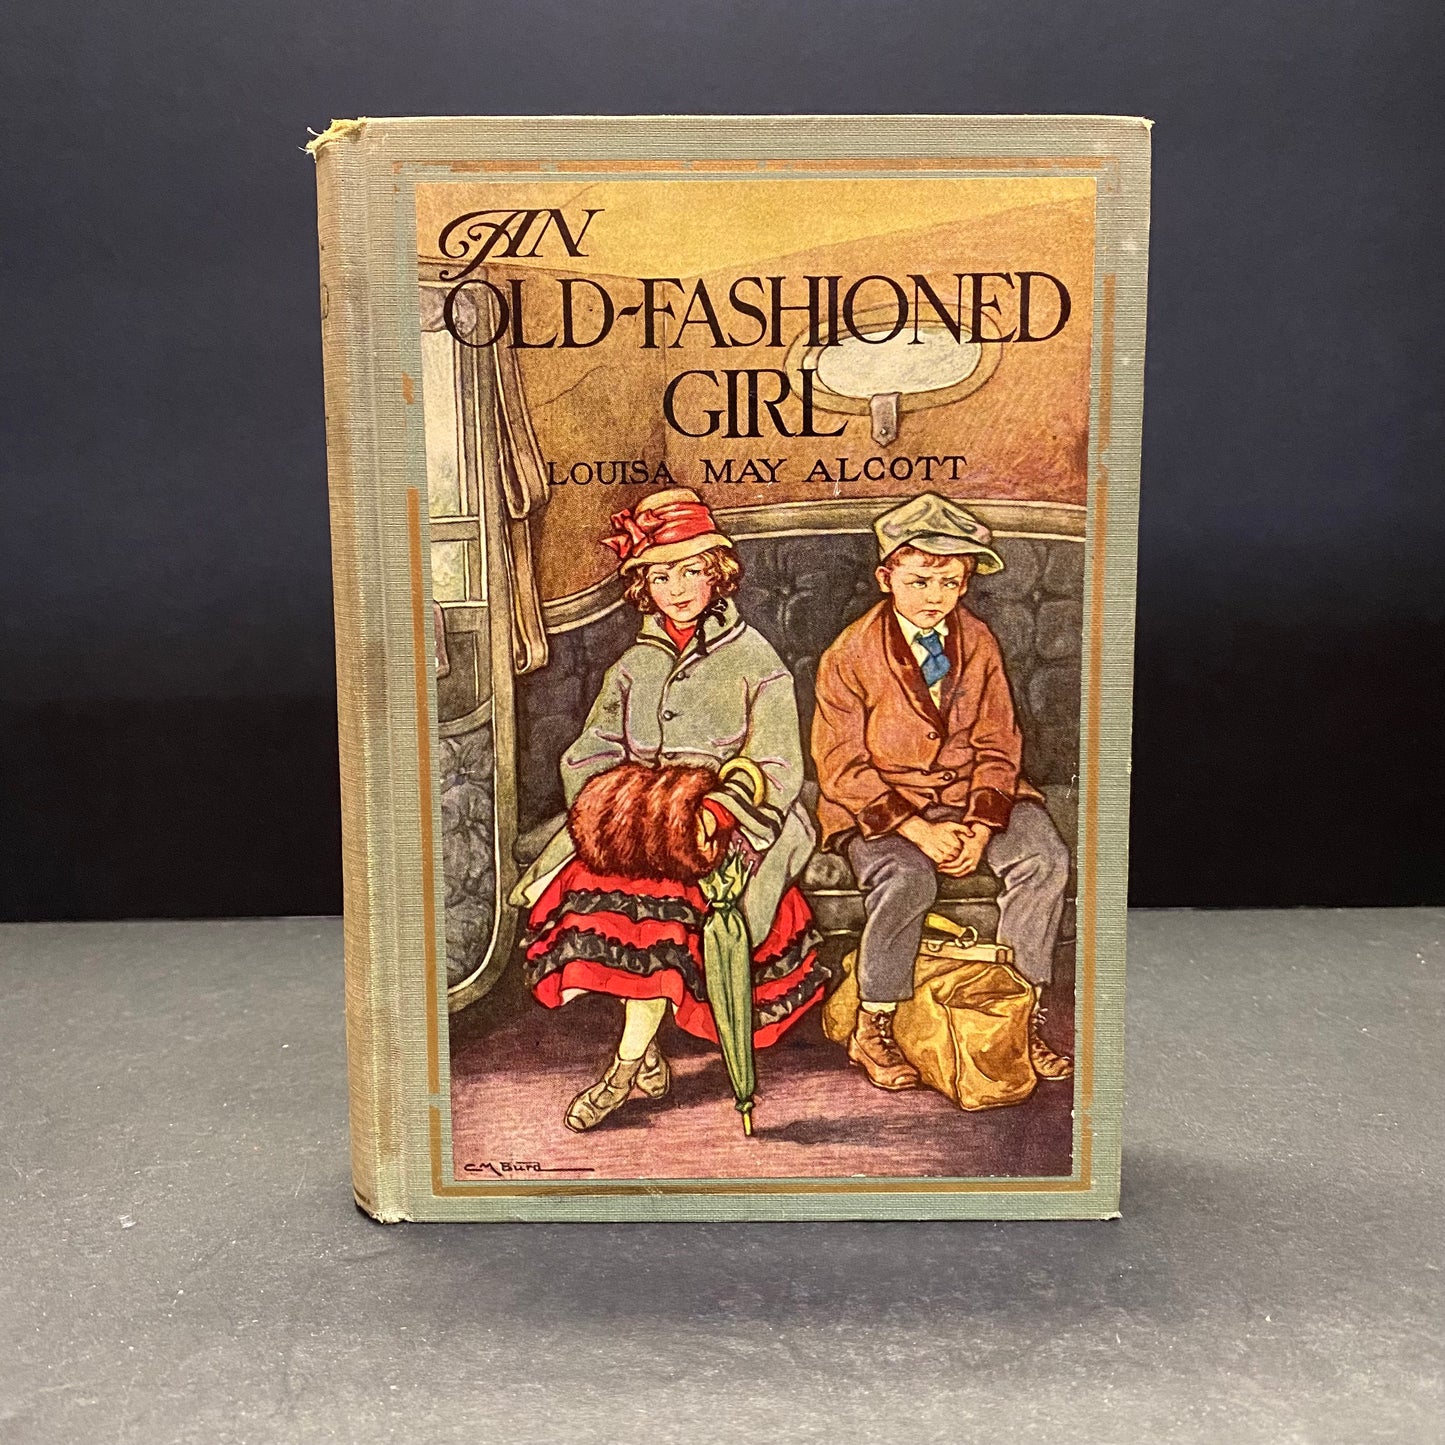 AN
OLD-FASHIONED
GIRL
LOUISA MAY ALCOTT
C M Burd